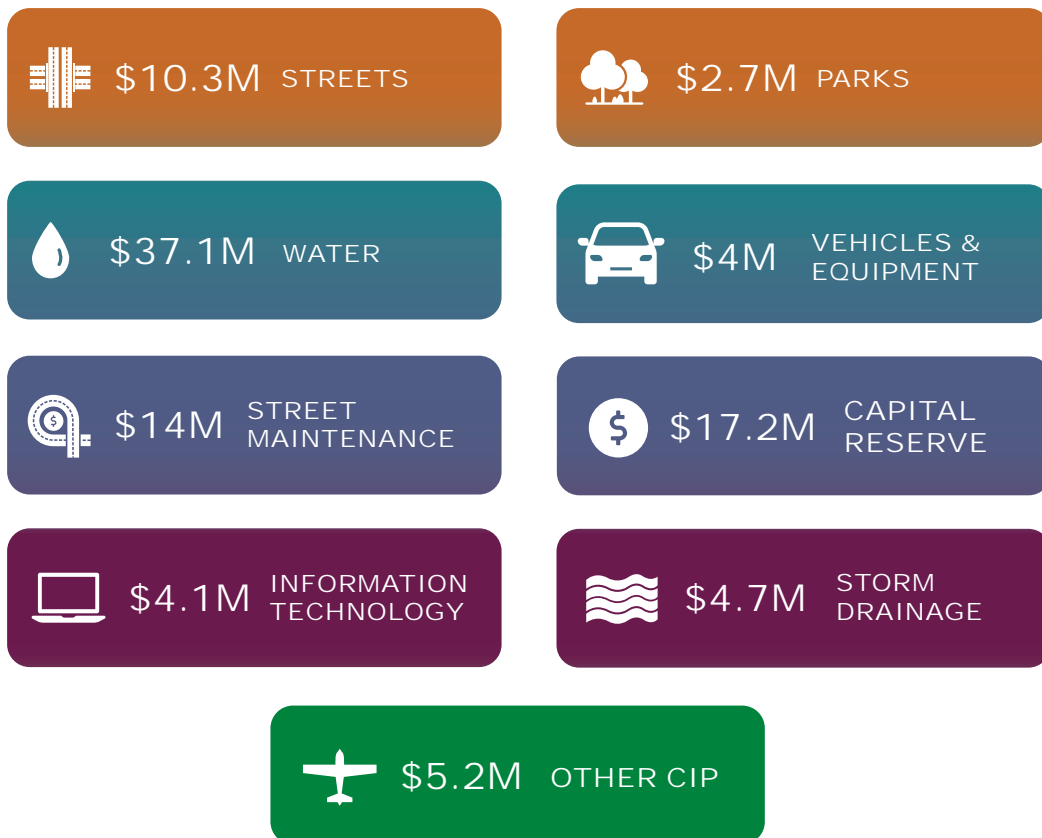 $10.3M STREETS
$2.7M PARKS
$37.1M WATER
$4M VEHICLES &
EQUIPMENT
$14M STREET
MAINTENANCE
$17.2M CAPITAL
RESERVE
$4.1M INFORMATION
TECHNOLOGY
$4.7M STORM
DRAINAGE
$5.2M OTHER CIP